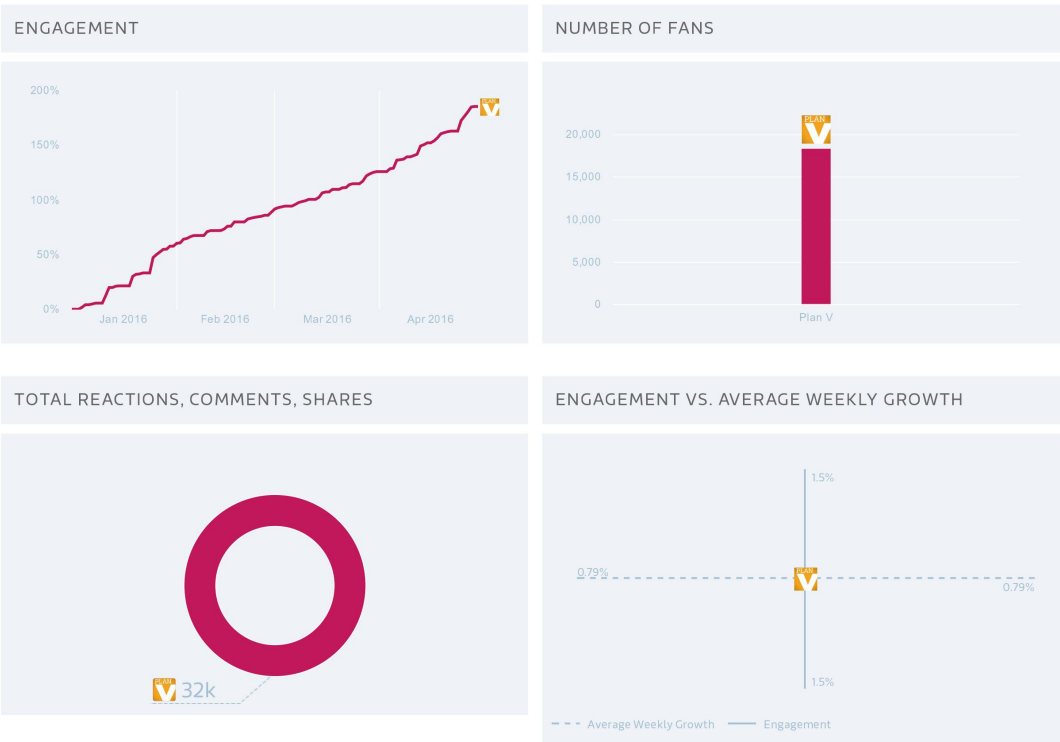 ENGAGEMENT
200%
150%
100%
50%
0%
Jan 2016 Feb 2016 Mar 2016 Apr 2016
PLAN V
NUMBER OF FANS
20,000
15,000
10,000
5,000
0
PLAN V
Plan V
TOTAL REACTIONS, COMMENTS, SHARES
PLAN V 32k
ENGAGEMENT VS. AVERAGE WEEKLY GROWTH
1.5%
0.79%
PLAN V
0.79%
1.5%
Average Weekly Growth Engagement